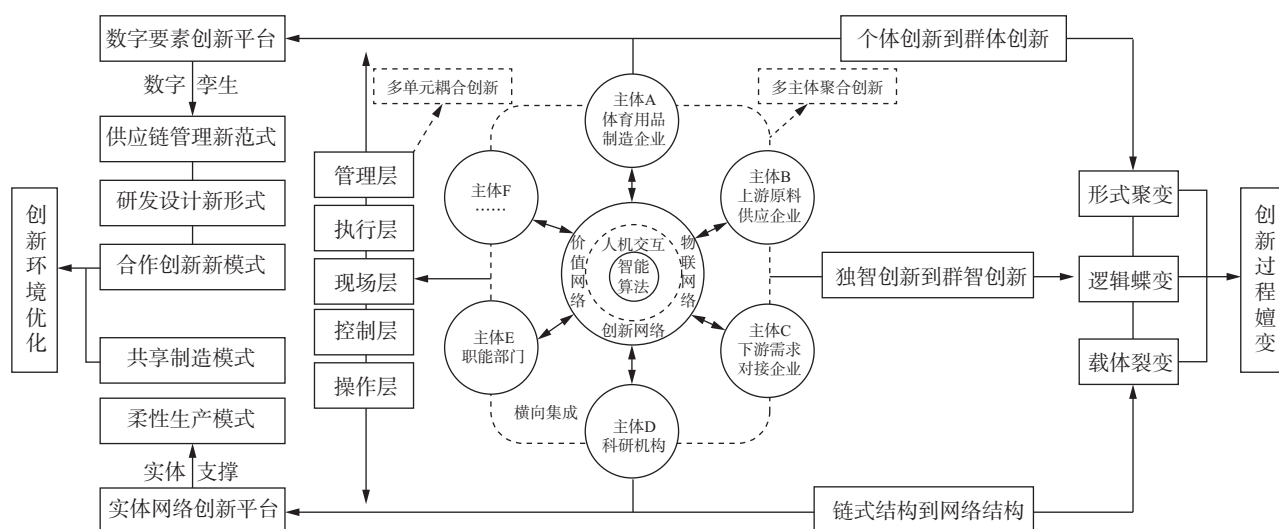 数字要素创新平台
数字 孪生
供应链管理新范式
研发设计新形式
合作创新新模式
创新环境优化
共享制造模式
柔性生产模式
实体 支撑
实体网络创新平台
多单元耦合创新
管理层
执行层
现场层
控制层
操作层
主体A
体育用品
制造企业
主体B
上游原料
供应企业
主体C
下游需求
对接企业
主体D
科研机构
主体E
职能部门
主体F
……
价值网络
物联网络
创新网络
人机交互
智能
算法
横向集成
多主体聚合创新
个体创新到群体创新
独智创新到群智创新
链式结构到网络结构
形式聚变
逻辑蝶变
载体裂变
创新过程嬗变